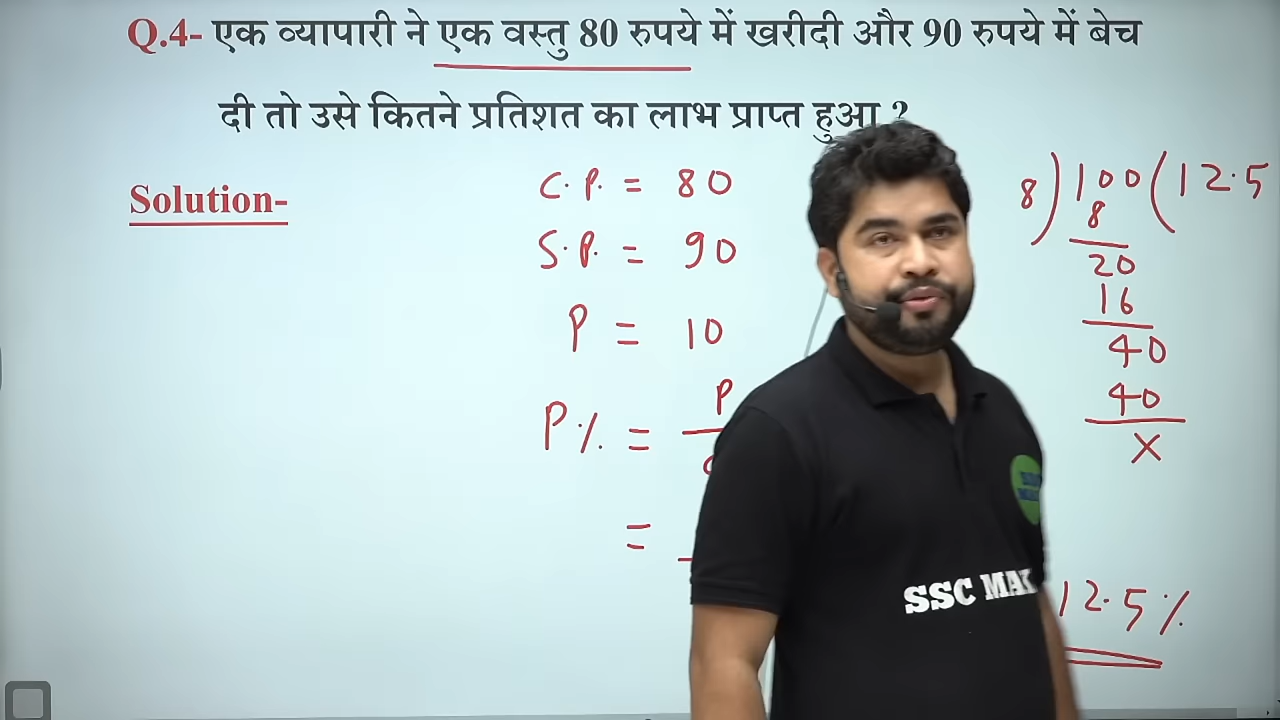 Q.4- एक व्यापारी ने एक वस्तु 80 रुपये में खरीदी और 90 रुपये में बेच
दी तो उसे कितने प्रतिशत का लाभ प्राप्त हुआ ?
Solution-
C.P. = 80
S.P. = 90
P = 10
P% = P
=
8)100(12.5
8
20
16
40
40
x
12.5%
SSC MAK